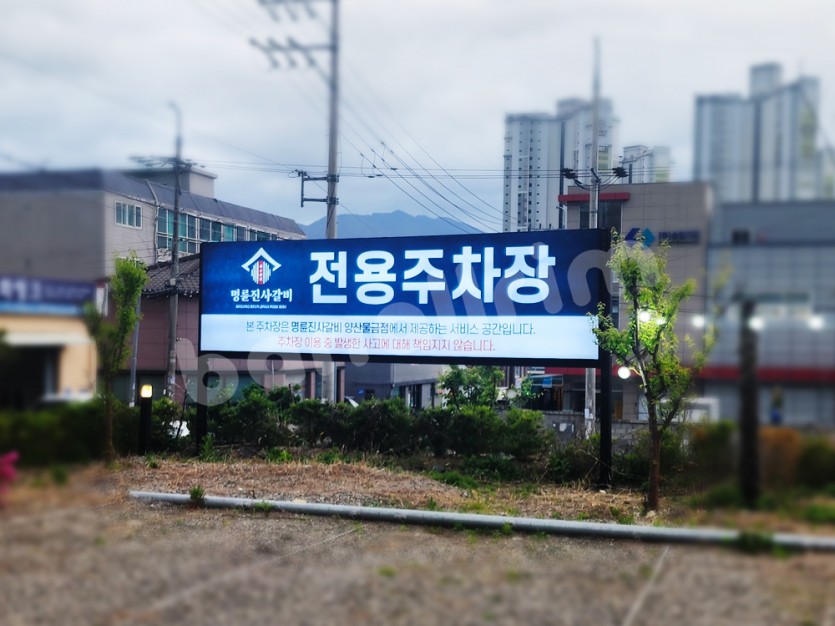 전용주차장
명륜진사갈비
본 주차장은 명륜진사갈비 양산물금점에서 제공하는 서비스 공간입니다.
주차장 이용 중 발생한 사고에 대해 책임지지 않습니다.